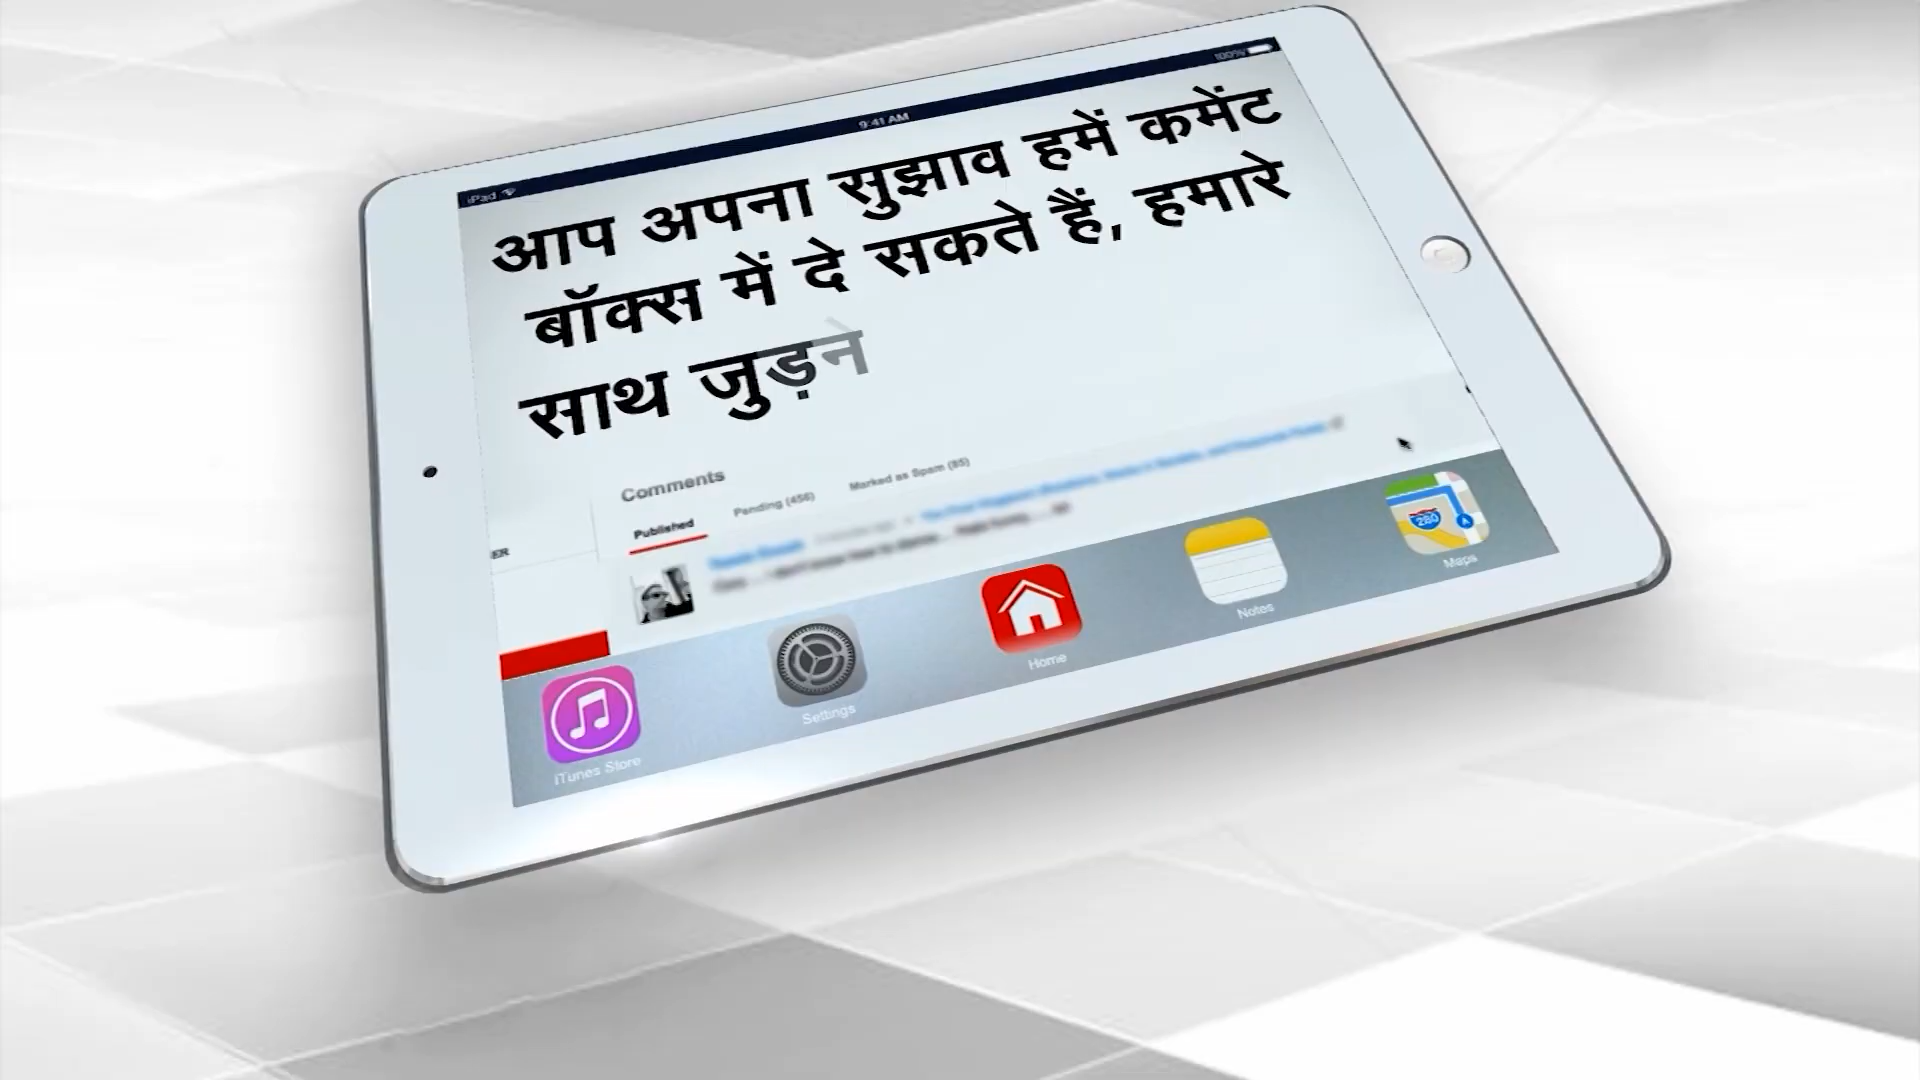 iPad
9:41 AM
100%
आप अपना सुझाव हमें कमेंट
बॉक्स में दे सकते हैं, हमारे
साथ जुड़ने
Comments
Published
Pending (456)
Marked as Spam (85)
ER
280
iTunes Store
Settings
Home
Notes
Maps